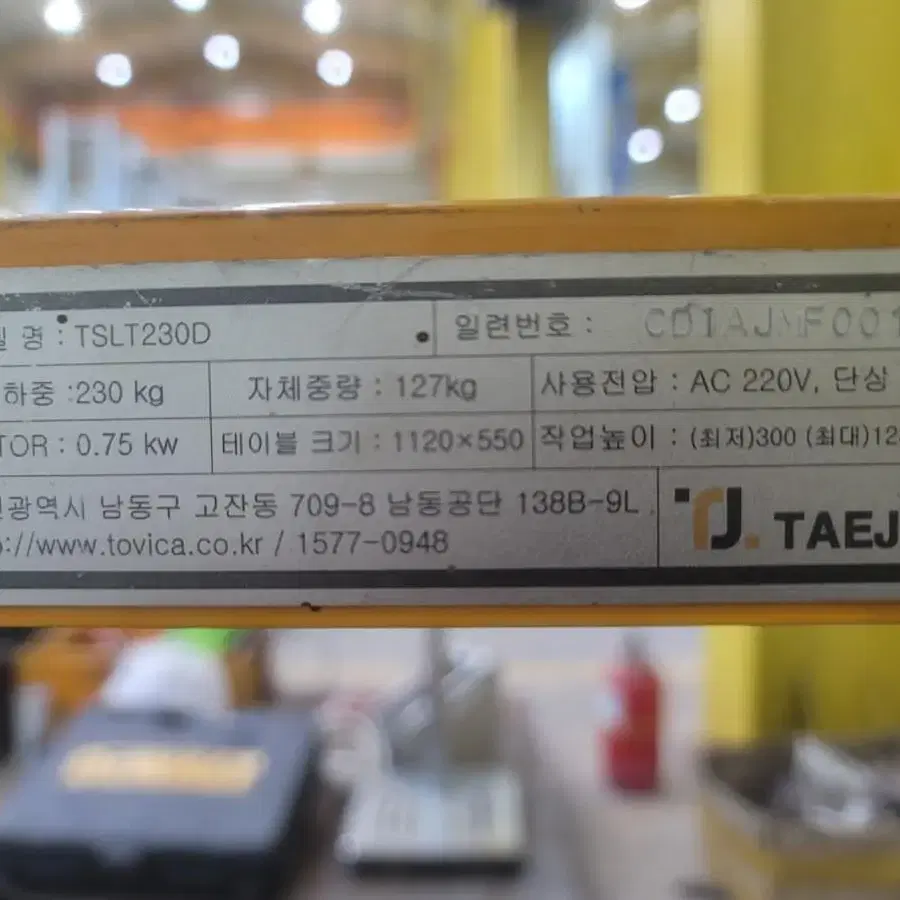 명 : TSLT230D 일련번호 : CDIAJMF001
하중 :230 kg 자체중량 : 127kg 사용전압 : AC 220V, 단상
TOR : 0.75 kw 테이블 크기 : 1120×550 작업높이 : (최저)300 (최대)12
광역시 남동구 고잔동 709-8 남동공단 138B-9L
://www.tovica.co.kr / 1577-0948
TJ. TAEJ